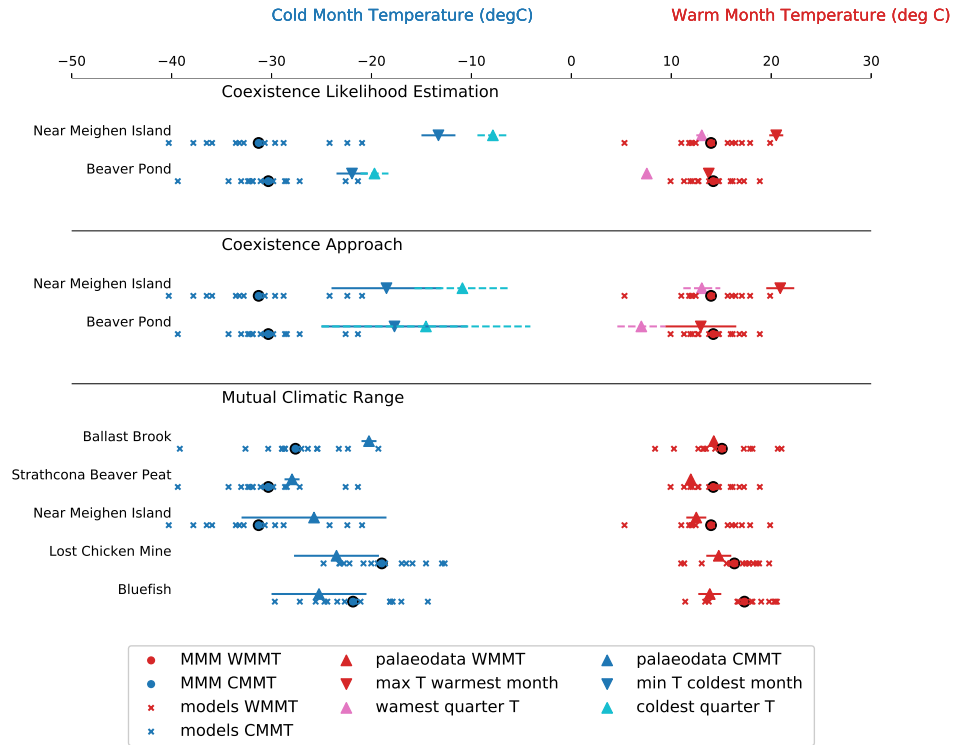 Cold Month Temperature (degC) Warm Month Temperature (deg C)
−50 −40 −30 −20 −10 0 10 20 30
Coexistence Likelihood Estimation
Near Meighen Island
Beaver Pond
Coexistence Approach
Near Meighen Island
Beaver Pond
Mutual Climatic Range
Ballast Brook
Strathcona Beaver Peat
Near Meighen Island
Lost Chicken Mine
Bluefish
MMM WMMT palaeodata WMMT palaeodata CMMT
MMM CMMT max T warmest month min T coldest month
models WMMT wamest quarter T coldest quarter T
models CMMT